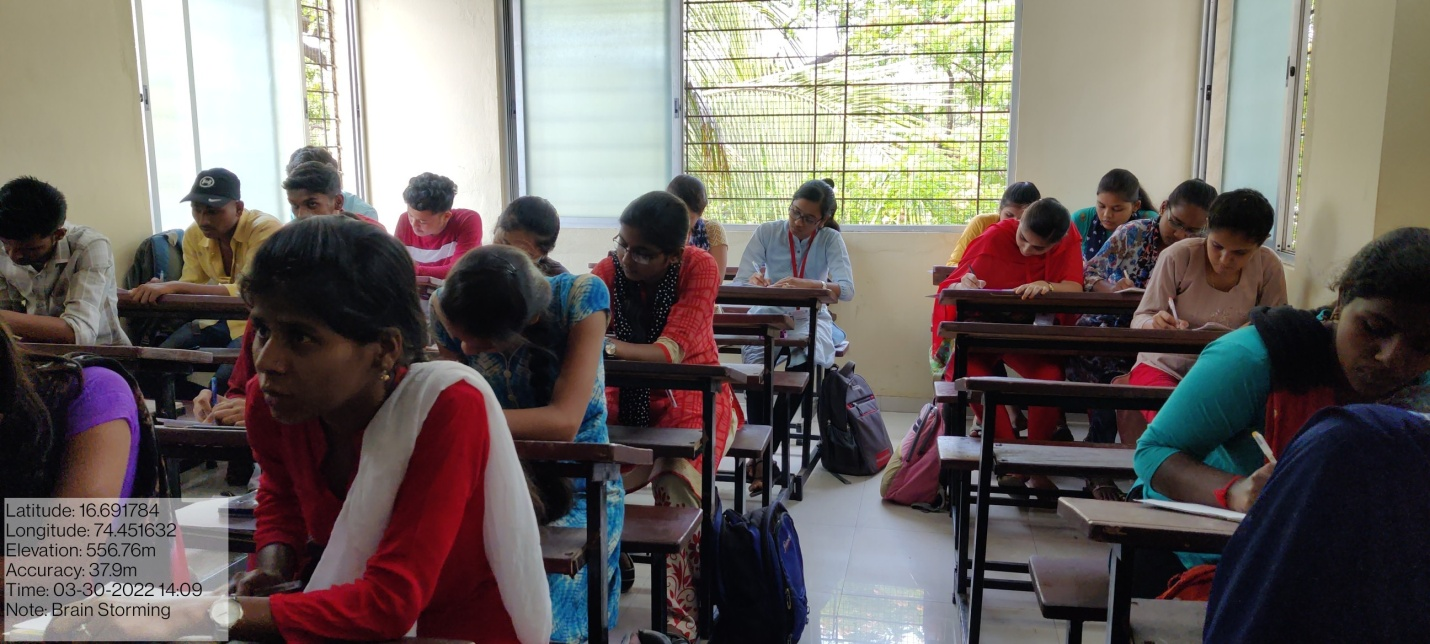 Latitude: 16.691784
Longitude: 74.451632
Elevation: 556.76m
Accuracy: 37.9m
Time: 03-30-2022 14:09
Note: Brain Storming